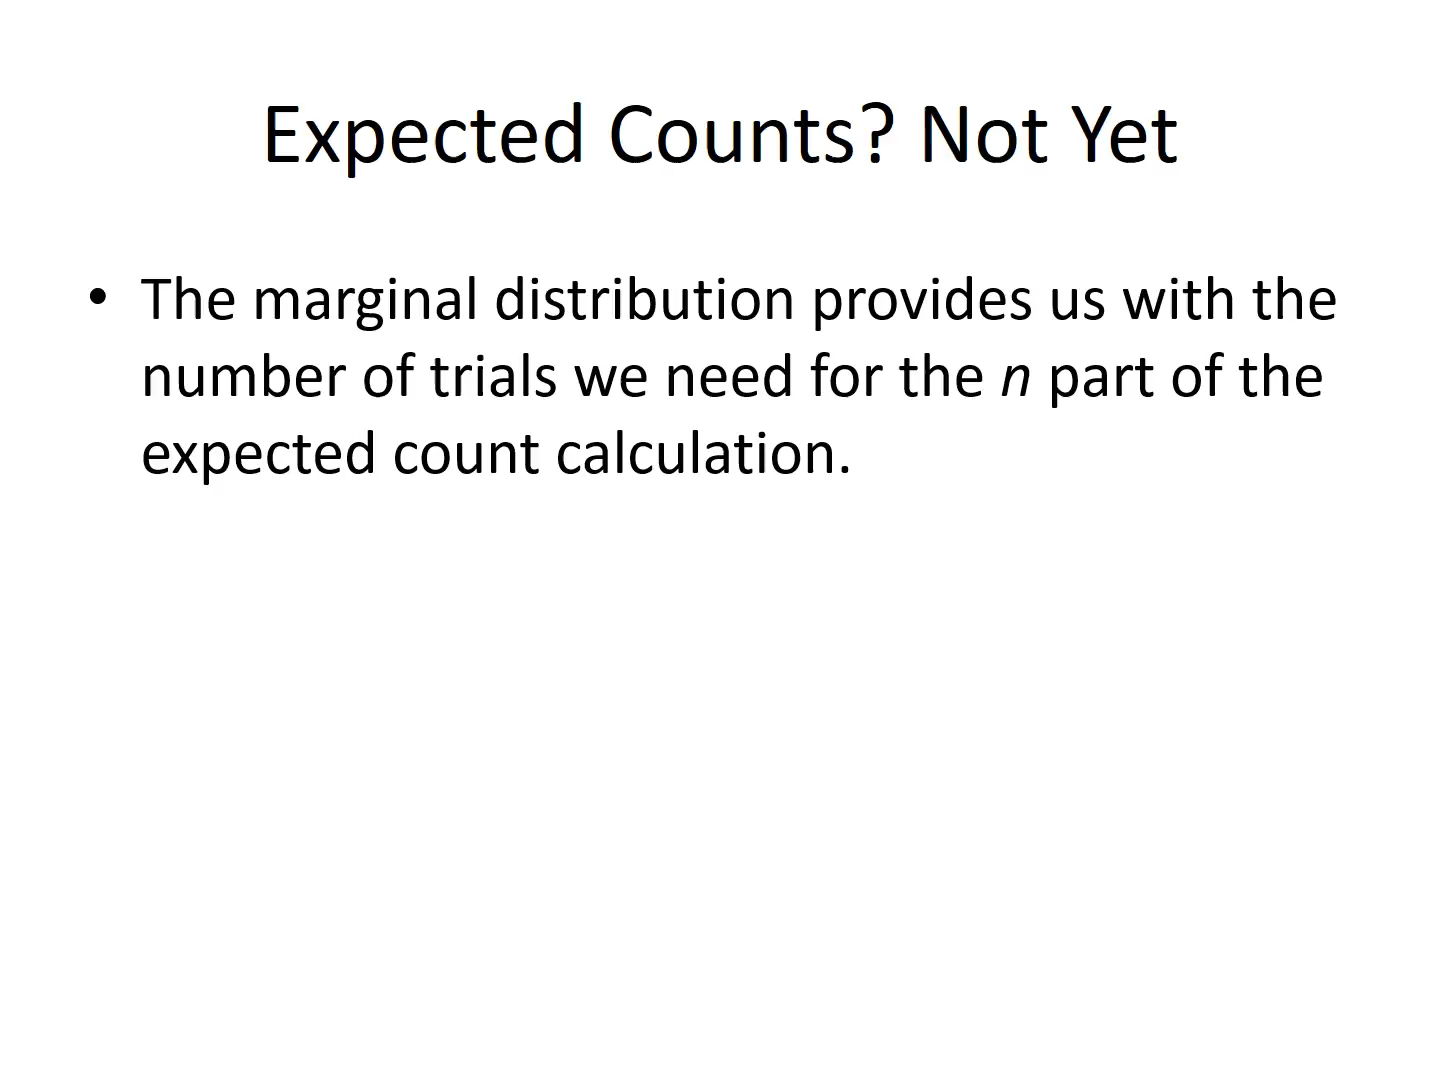 Expected Counts? Not Yet
• The marginal distribution provides us with the
number of trials we need for the n part of the
expected count calculation.